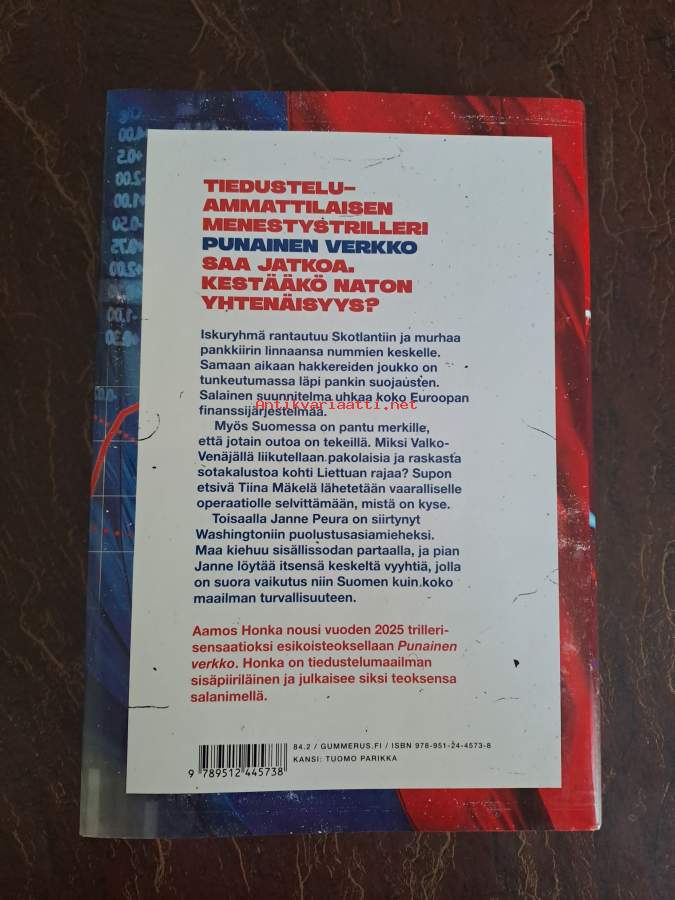 TIEDUSTELU-
AMMATTILAISEN
MENESTYSTRILLERI
PUNAINEN VERKKO
SAA JATKOA.
KESTÄÄKÖ NATON
YHTENÄISYYS?
Iskuryhmä rantautuu Skotlantiin ja murhaa
pankkiirin linnaansa nummien keskelle.
Samaan aikaan hakkereiden joukko on
tunkeutumassa läpi pankin suojausten.
Salainen suunnitelma uhkaa koko Euroopan
finanssijärjestelmää.
Antikvariaatti.net
Myös Suomessa on pantu merkille,
että jotain outoa on tekeillä. Miksi Valko-
Venäjällä liikutellaan pakolaisia ja raskasta
sotakalustoa kohti Liettuan rajaa? Supon
etsivä Tiina Mäkelä lähetetään vaaralliselle
operaatiolle selvittämään, mistä on kyse.
Toisaalla Janne Peura on siirtynyt
Washingtoniin puolustusasiamieheksi.
Maa kiehuu sisällissodan partaalla, ja pian
Janne löytää itsensä keskeltä vyyhtiä, jolla
on suora vaikutus niin Suomen kuin koko
maailman turvallisuuteen.
Aamos Honka nousi vuoden 2025 trilleri-
sensaatioksi esikoisteoksellaan Punainen
verkko. Honka on tiedustelumaailman
sisäpiiriläinen ja julkaisee siksi teoksensa
salanimellä.
84.2 / GUMMERUS.FI / ISBN 978-951-24-4573-8
KANSI: TUOMO PARIKKA
9 789512 445738